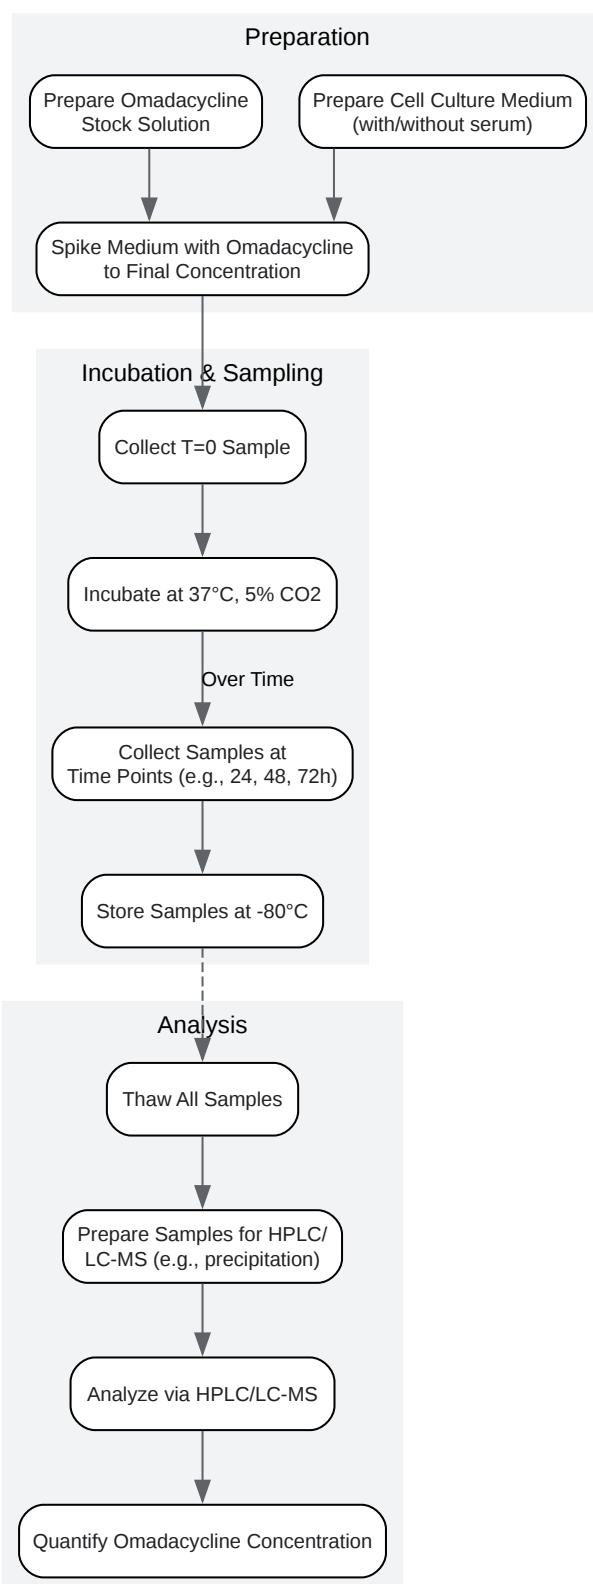 Preparation
Prepare Omadacycline
Stock Solution
Prepare Cell Culture Medium
(with/without serum)
Spike Medium with Omadacycline
to Final Concentration
Incubation & Sampling
Collect T=0 Sample
Incubate at 37°C, 5% CO2
Over Time
Collect Samples at
Time Points (e.g., 24, 48, 72h)
Store Samples at -80°C
Analysis
Thaw All Samples
Prepare Samples for HPLC/
LC-MS (e.g., precipitation)
Analyze via HPLC/LC-MS
Quantify Omadacycline Concentration